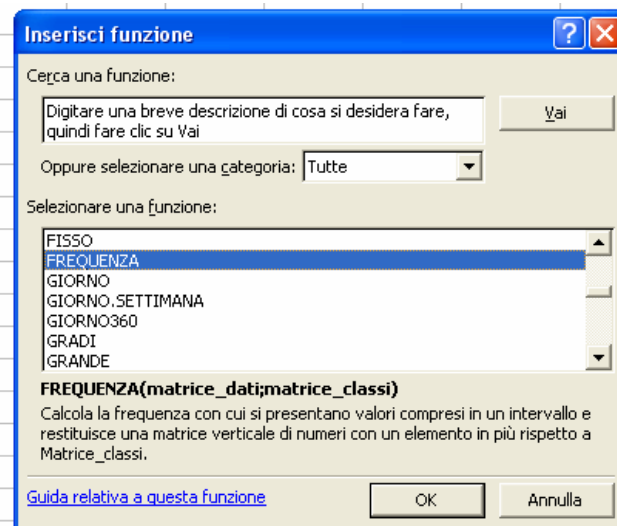 Inserisci funzione
Cerca una funzione:
Digitare una breve descrizione di cosa si desidera fare,
quindi fare clic su Vai
Vai
Oppure selezionare una categoria: Tutte
Selezionare una funzione:
FISSO
FREQUENZA
GIORNO
GIORNO.SETTIMANA
GIORNO360
GRADI
GRANDE
FREQUENZA(matrice_dati;matrice_classi)
Calcola la frequenza con cui si presentano valori compresi in un intervallo e
restituisce una matrice verticale di numeri con un elemento in più rispetto a
Matrice_classi.
Guida relativa a questa funzione
OK
Annulla